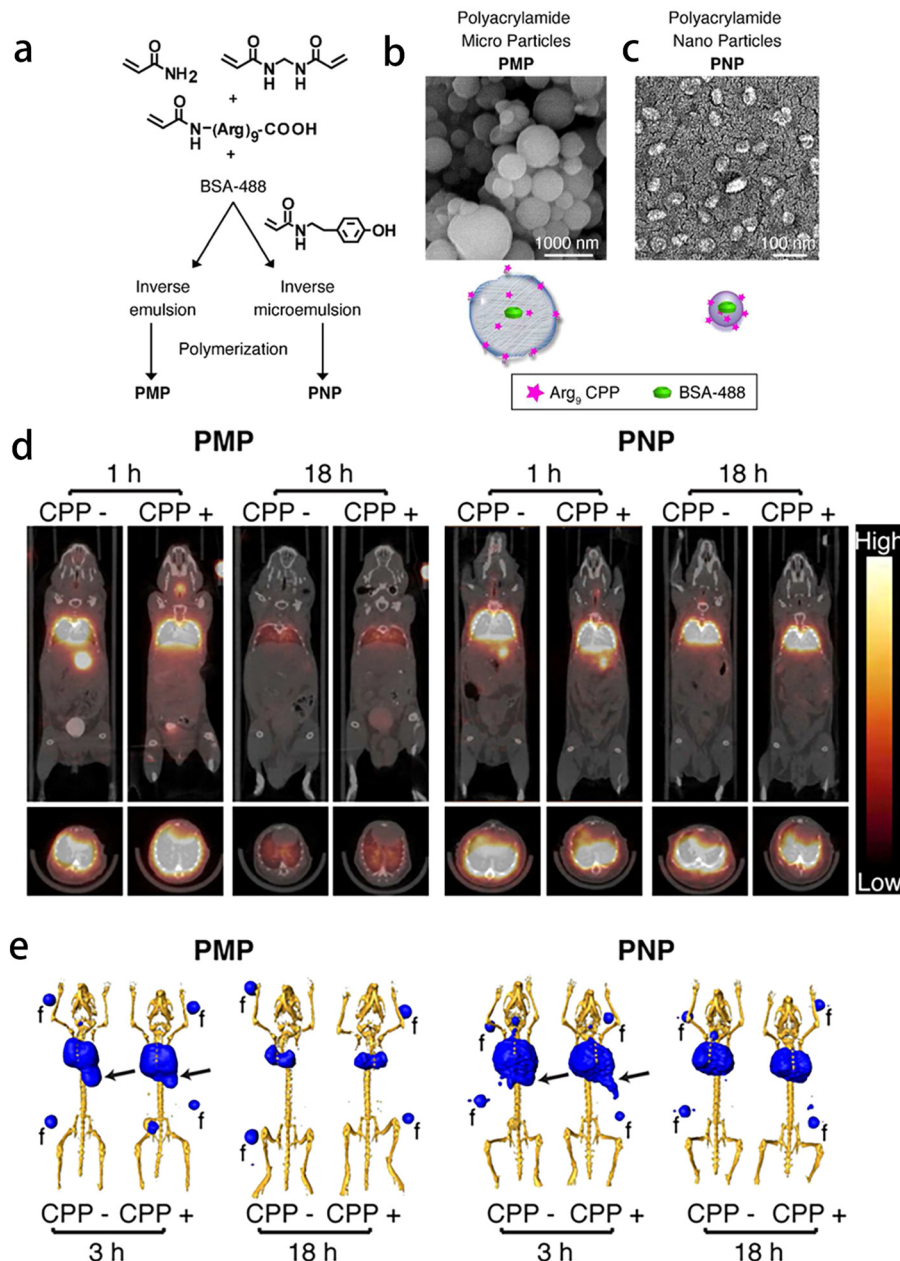 a
NH2
O
O
O
N
H
N
H
+
O
N
H
(Arg)9-COOH
+
BSA-488
O
N
H
OH
Inverse
emulsion
Inverse
microemulsion
Polymerization
PMP
PNP
Polyacrylamide
Micro Particles
PMP
b
1000 nm
Polyacrylamide
Nano Particles
PNP
c
100 nm
Arg9 CPP
BSA-488
d
PMP
PNP
1 h
18 h
1 h
18 h
CPP -
CPP +
CPP -
CPP +
CPP -
CPP +
CPP -
CPP +
High
Low
e
PMP
PNP
f
f
f
f
f
f
f
f
f
f
f
f
CPP - CPP +
CPP - CPP +
CPP - CPP +
CPP - CPP +
3 h
18 h
3 h
18 h